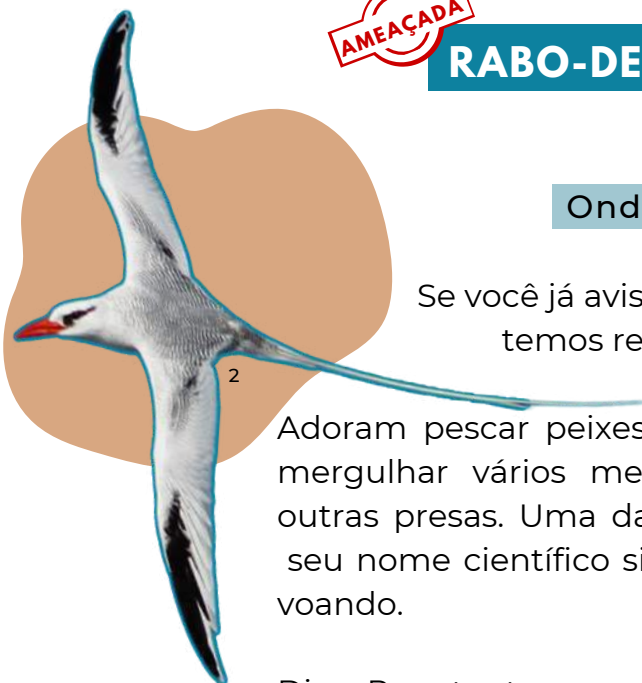 AMEAÇADA
RABO-DE
Ond
Se você já avis
temos re
2
Adoram pescar peixes
mergulhar vários me
outras presas. Uma da
seu nome científico si
voando.